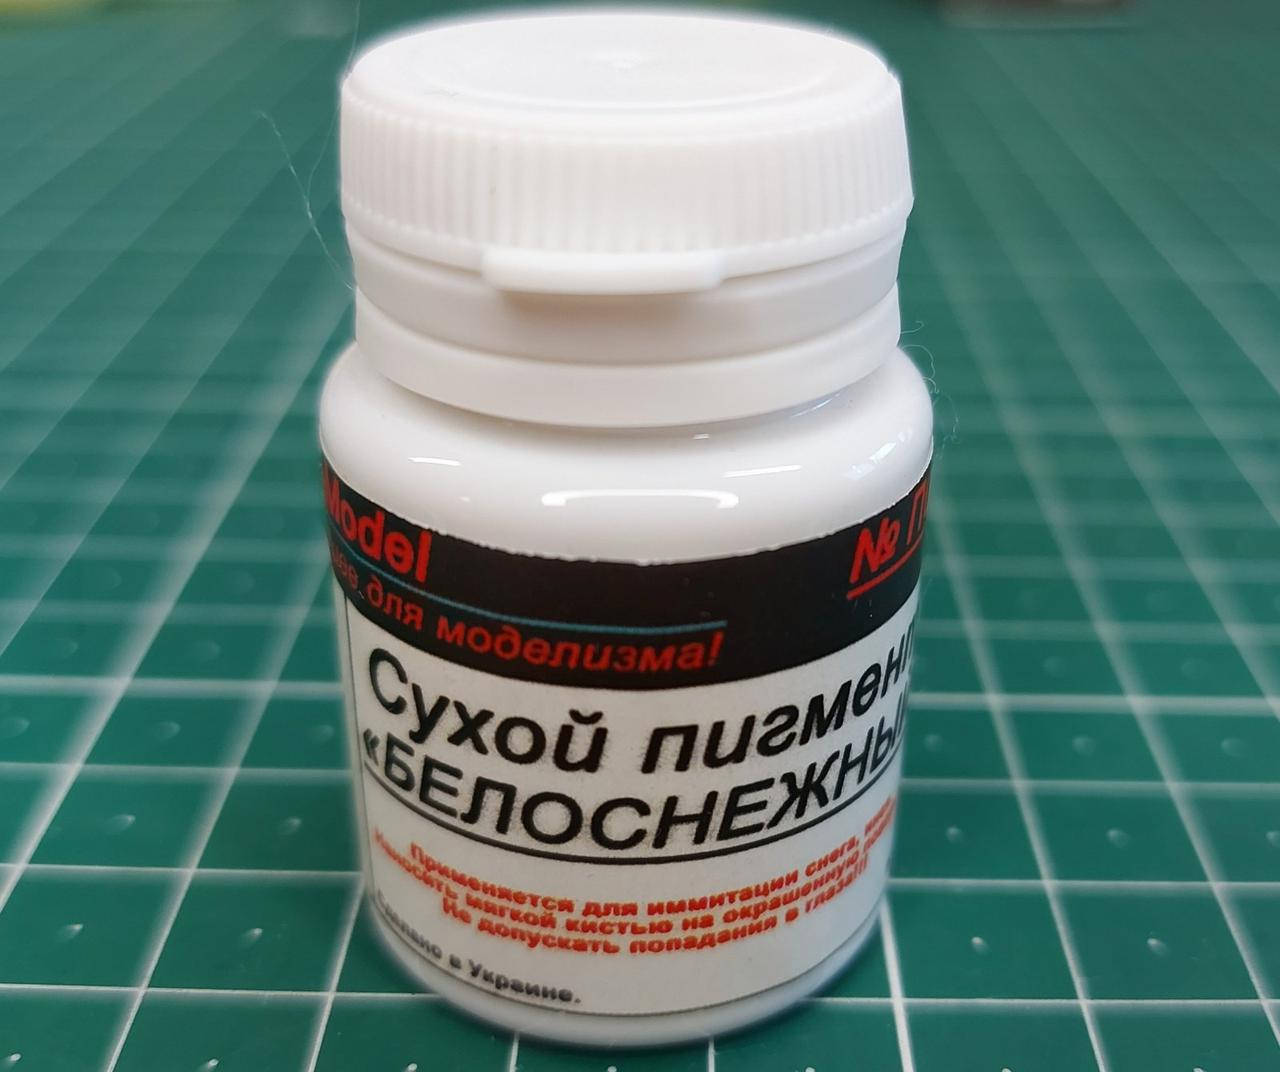 Model
для моделизма!
№
Сухой пигмент
«БЕЛОСНЕЖНЫЙ
Применяется для иммитации снега,
Наносить мягкой кистью на окрашенную
Не допускать попадания в глаза!!!
Сделано в Украине.